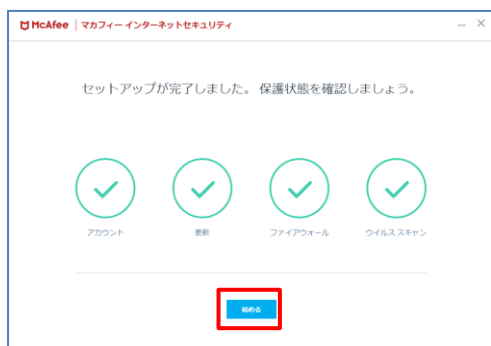 McAfee | マカフィー インターネットセキュリティ
セットアップが完了しました。 保護状態を確認しましょう。
アカウント 更新 ファイアウォール ウイルス スキャン
始める